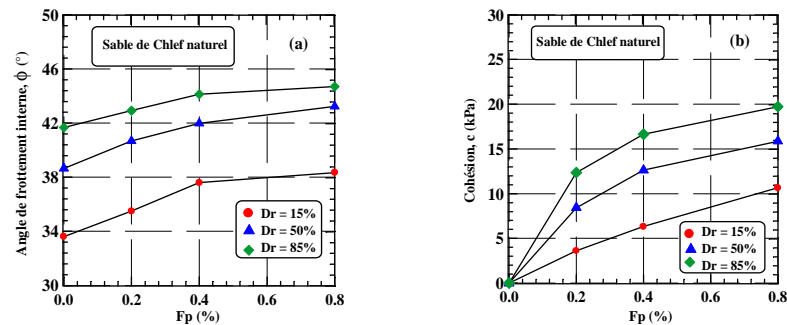 50
46
42
38
34
30
Angle de frottement interne, ϕ (°)
Sable de Chlef naturel
(a)
Dr = 15%
Dr = 50%
Dr = 85%
0.0 0.2 0.4 0.6 0.8
Fp (%)
30
25
20
15
10
5
0
Cohésion, c (kPa)
Sable de Chlef naturel
(b)
Dr = 15%
Dr = 50%
Dr = 85%
0.0 0.2 0.4 0.6 0.8
Fp (%)